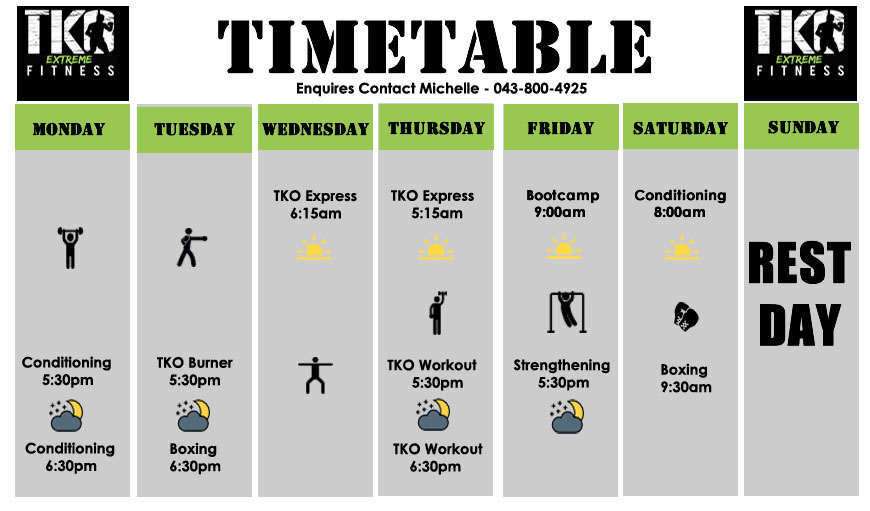 TKO
EXTREME
FITNESS
TIMETABLE
Enquires Contact Michelle - 043-800-4925
TKO
EXTREME
FITNESS
MONDAY
Conditioning
5:30pm
Conditioning
6:30pm
TUESDAY
TKO Burner
5:30pm
Boxing
6:30pm
WEDNESDAY
TKO Express
6:15am
THURSDAY
TKO Express
5:15am
TKO Workout
5:30pm
TKO Workout
6:30pm
FRIDAY
Bootcamp
9:00am
Strengthening
5:30pm
SATURDAY
Conditioning
8:00am
Boxing
9:30am
SUNDAY
REST
DAY